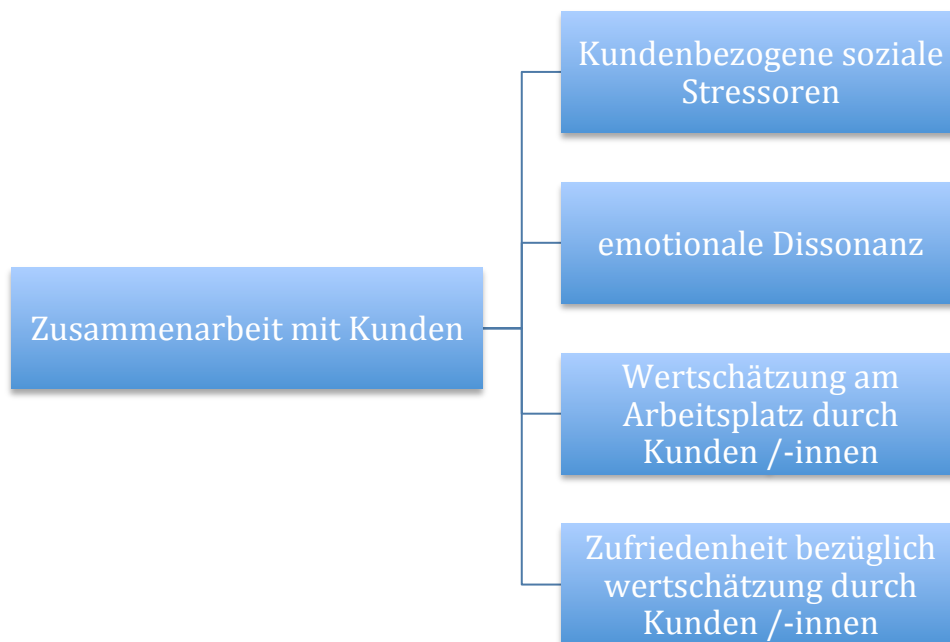 Kundenbezogene soziale
Stressoren
emotionale Dissonanz
Zusammenarbeit mit Kunden
Wertschätzung am
Arbeitsplatz durch
Kunden /-innen
Zufriedenheit bezüglich
wertschätzung durch
Kunden /-innen